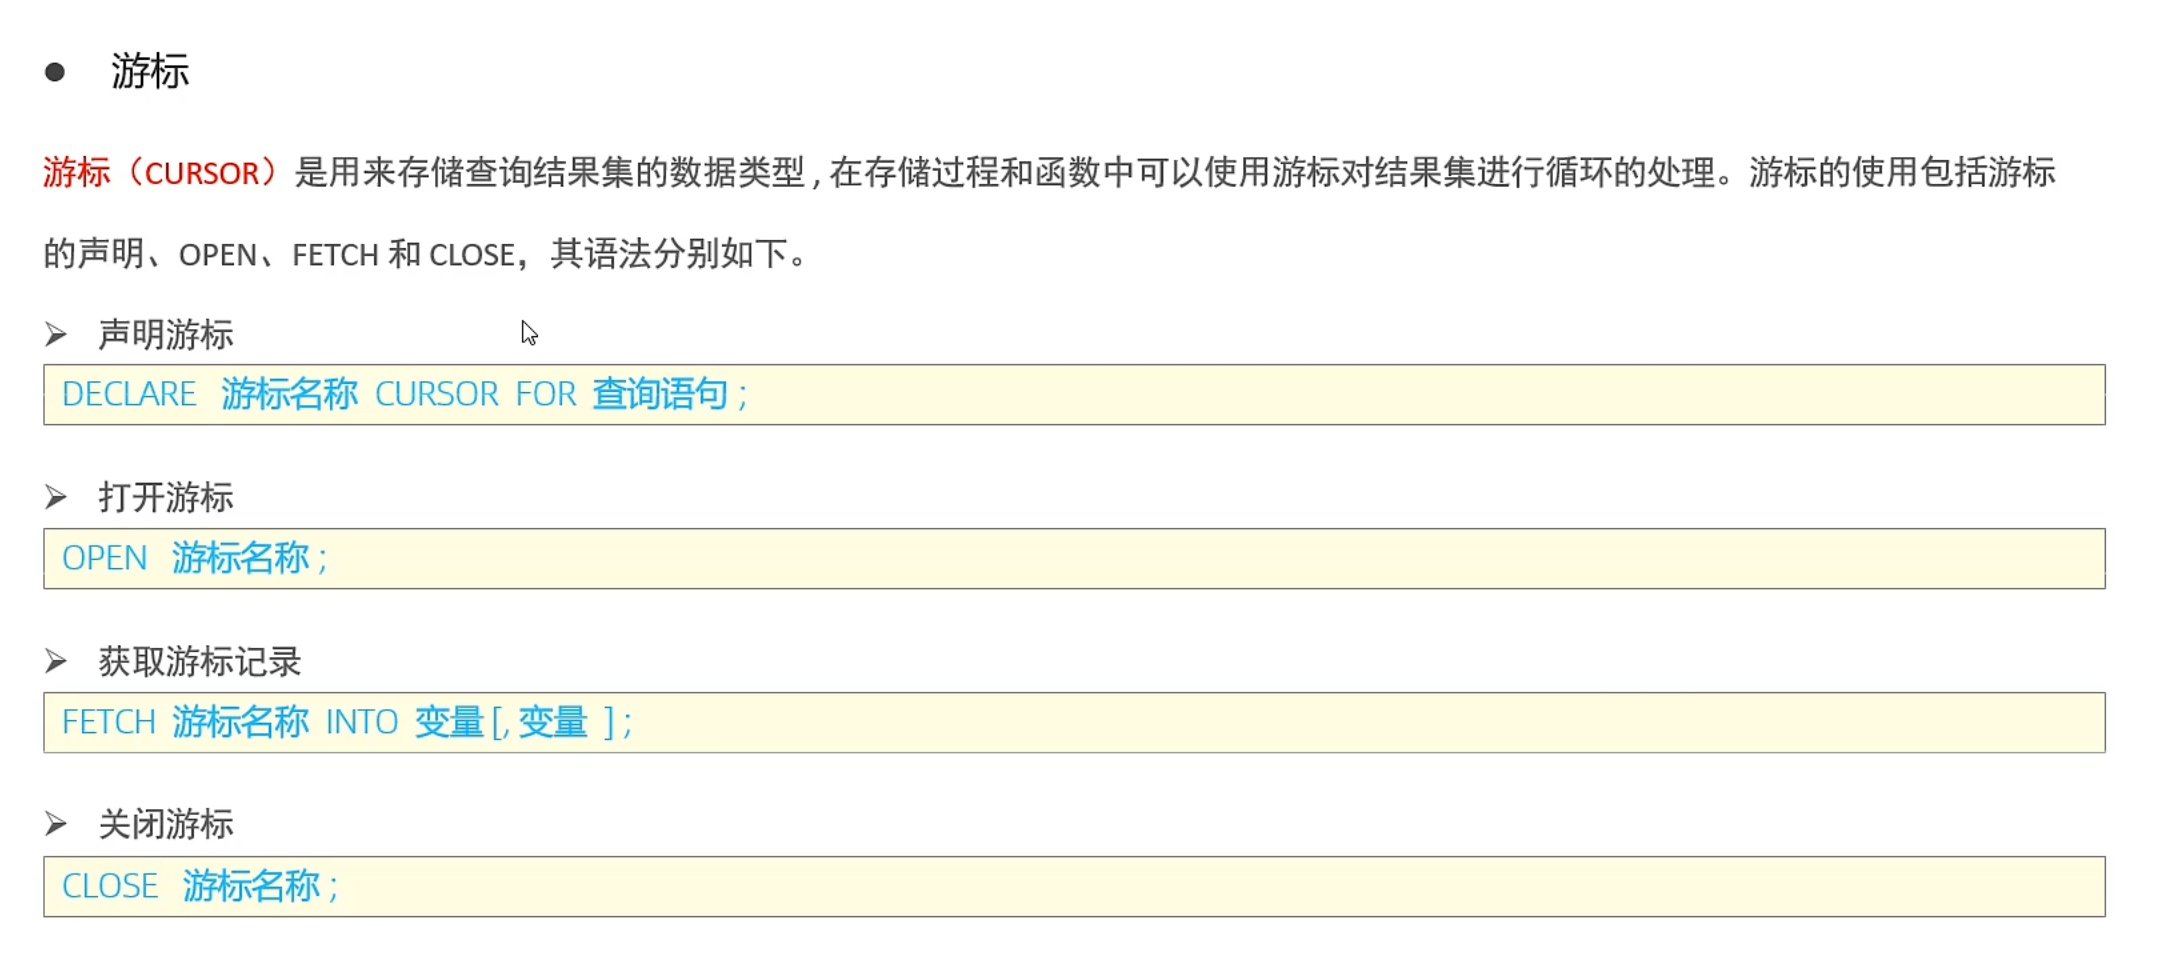 ● 游标
游标（CURSOR）是用来存储查询结果集的数据类型 , 在存储过程和函数中可以使用游标对结果集进行循环的处理。游标的使用包括游标
的声明、OPEN、FETCH 和 CLOSE，其语法分别如下。
➢ 声明游标
DECLARE 游标名称 CURSOR FOR 查询语句 ;
➢ 打开游标
OPEN 游标名称 ;
➢ 获取游标记录
FETCH 游标名称 INTO 变量 [, 变量 ] ;
➢ 关闭游标
CLOSE 游标名称 ;